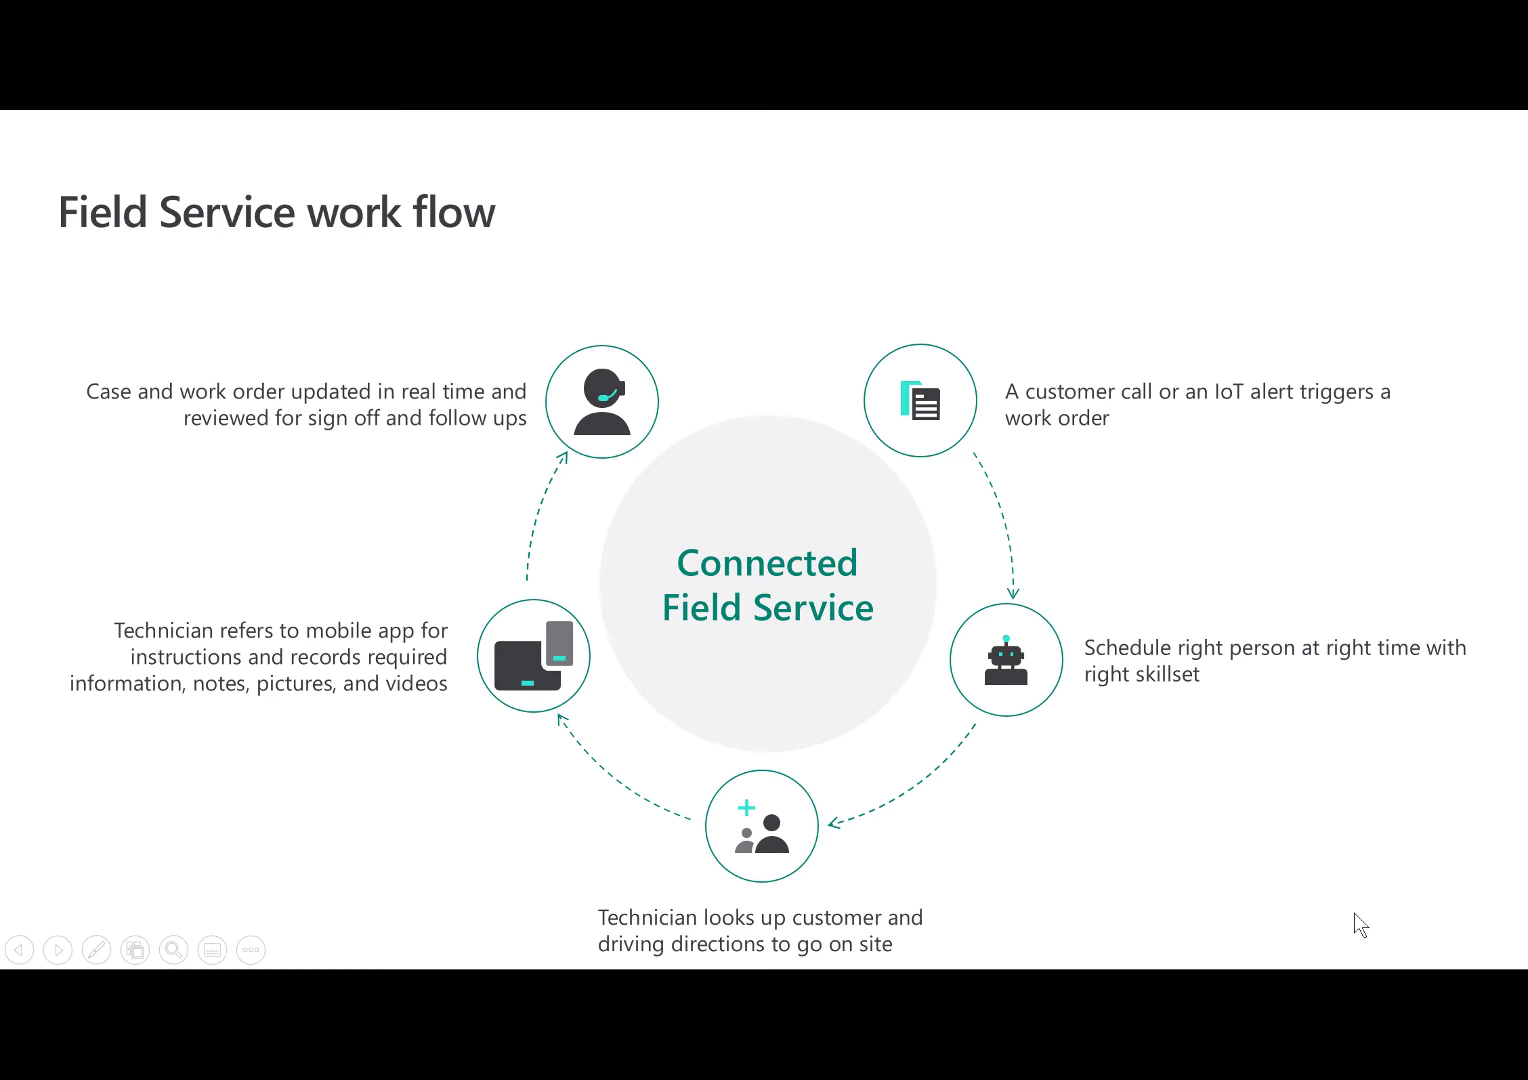 Field Service work flow
Case and work order updated in real time and
reviewed for sign off and follow ups
A customer call or an IoT alert triggers a
work order
Connected
Field Service
Technician refers to mobile app for
instructions and records required
information, notes, pictures, and videos
Schedule right person at right time with
right skillset
Technician looks up customer and
driving directions to go on site